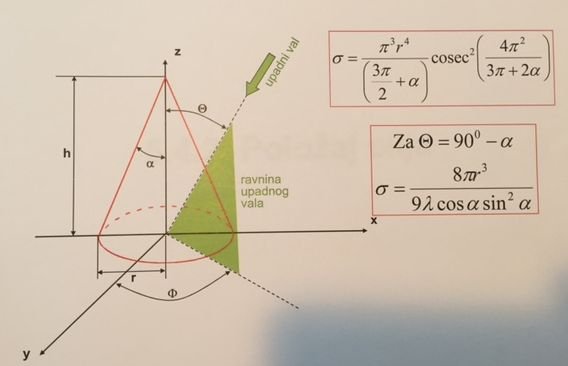 z
upadni val
Θ
h
α
ravnina
upadnog
vala
x
r
Φ
y
σ = π³r⁴ / (3π/2 + α) cosec² (4π² / (3π + 2α))
Za Θ = 90⁰ − α
σ = 8πr³ / (9λ cos α sin² α)